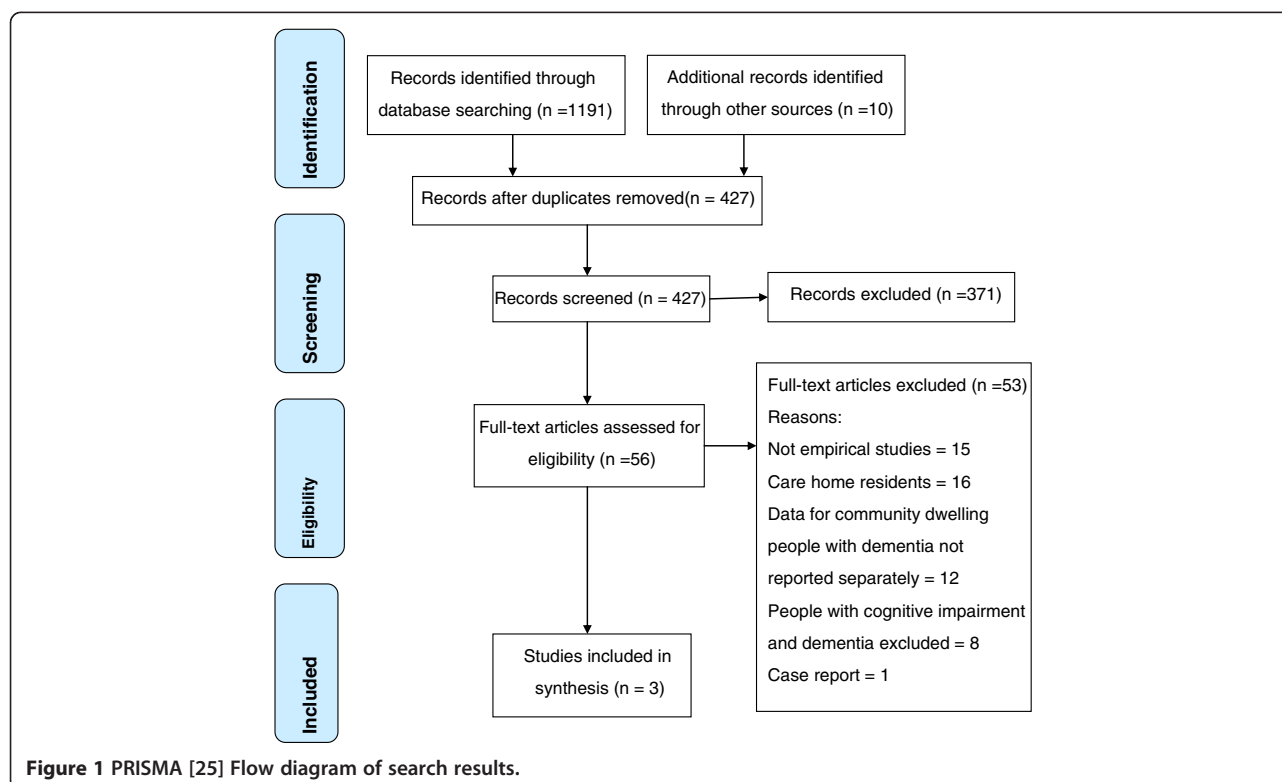 Identification
Records identified through
database searching (n =1191)
Additional records identified
through other sources (n =10)
Records after duplicates removed(n = 427)
Screening
Records screened (n = 427)
Records excluded (n =371)
Eligibility
Full-text articles assessed for
eligibility (n =56)
Full-text articles excluded (n =53)
Reasons:
Not empirical studies = 15
Care home residents = 16
Data for community dwelling
people with dementia not
reported separately = 12
People with cognitive impairment
and dementia excluded = 8
Case report = 1
Included
Studies included in
synthesis (n = 3)
Figure 1 PRISMA [25] Flow diagram of search results.